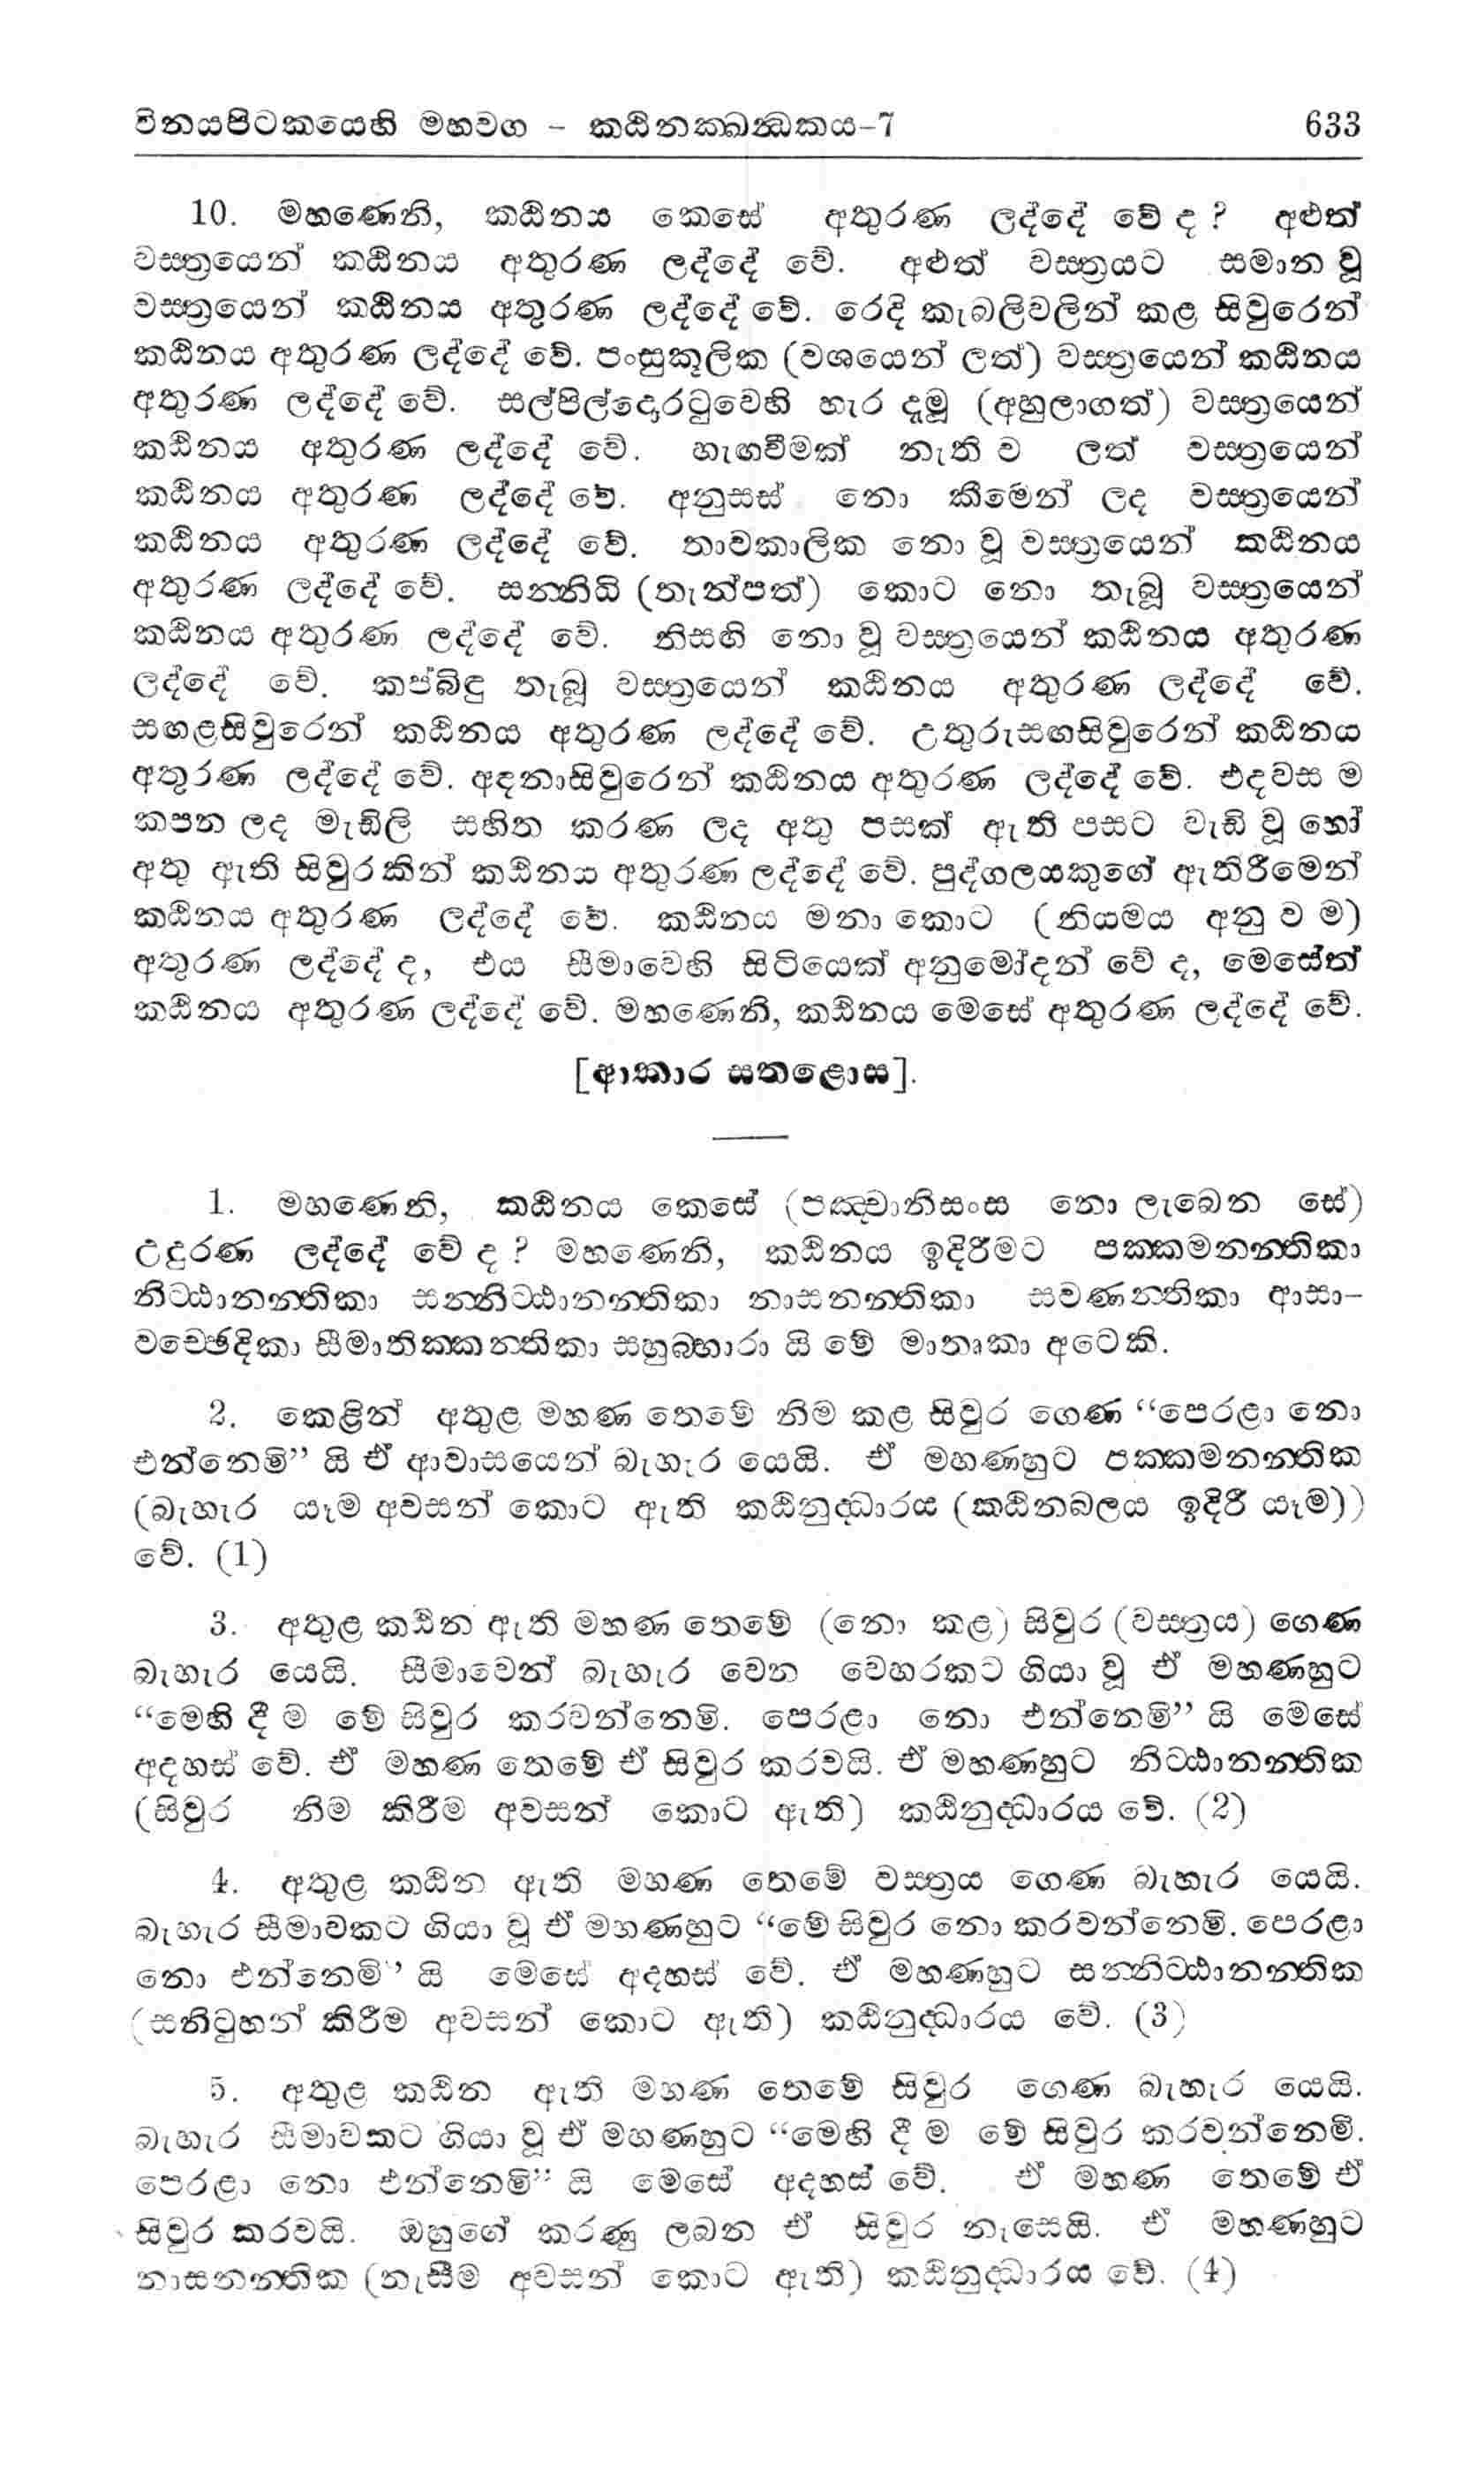 විනයපිටකයෙහි මහවග – කඨිනක්ඛන්ධකය–7 633
10. මහණෙනි, කඨිනය කෙසේ අතුරණ ලද්දේ වේ ද? අළුත්
වස්ත්‍රයෙන් කඨිනය අතුරණ ලද්දේ වේ. අළුත් වස්ත්‍රයට සමාන වූ
වස්ත්‍රයෙන් කඨිනය අතුරණ ලද්දේ වේ. රෙදි කැබලිවලින් කළ සිවුරෙන්
කඨිනය අතුරණ ලද්දේ වේ. පංසුකූලික (වශයෙන් ලත්) වස්ත්‍රයෙන් කඨිනය
අතුරණ ලද්දේ වේ. සල්පිල්දොරටුවෙහි හැර දැමූ (අහුලාගත්) වස්ත්‍රයෙන්
කඨිනය අතුරණ ලද්දේ වේ. හැඟවීමක් නැති ව ලත් වස්ත්‍රයෙන්
කඨිනය අතුරණ ලද්දේ වේ. අනුසස් නො කීමෙන් ලද වස්ත්‍රයෙන්
කඨිනය අතුරණ ලද්දේ වේ. තාවකාලික නො වූ වස්ත්‍රයෙන් කඨිනය
අතුරණ ලද්දේ වේ. සන්නිධි (තැන්පත්) කොට නො තැබූ වස්ත්‍රයෙන්
කඨිනය අතුරණ ලද්දේ වේ. නිසඟි නො වූ වස්ත්‍රයෙන් කඨිනය අතුරණ
ලද්දේ වේ. කප්බිඳු තැබූ වස්ත්‍රයෙන් කඨිනය අතුරණ ලද්දේ වේ.
සඟළසිවුරෙන් කඨිනය අතුරණ ලද්දේ වේ. උතුරුසඟසිවුරෙන් කඨිනය
අතුරණ ලද්දේ වේ. අඳනාසිවුරෙන් කඨිනය අතුරණ ලද්දේ වේ. එදවස ම
කපන ලද මැඬිලි සහිත කරණ ලද අතු පසක් ඇති පසට වැඩි වූ හෝ
අතු ඇති සිවුරකින් කඨිනය අතුරණ ලද්දේ වේ. පුද්ගලයකුගේ ඇතිරීමෙන්
කඨිනය අතුරණ ලද්දේ වේ. කඨිනය මනා කොට (නියමය අනු ව ම)
අතුරණ ලද්දේ ද, එය සීමාවෙහි සිටියෙක් අනුමෝදන් වේ ද, මෙසේත්
කඨිනය අතුරණ ලද්දේ වේ. මහණෙනි, කඨිනය මෙසේ අතුරණ ලද්දේ වේ.
[ආකාර සතළොස].
1. මහණෙනි, කඨිනය කෙසේ (පඤ්චානිසංස නො ලැබෙන සේ)
උදුරණ ලද්දේ වේ ද? මහණෙනි, කඨිනය ඉදිරීමට පක්කමනන්තිකා
නිට්ඨානන්තිකා සන්නිට්ඨානන්තිකා නාසනන්තිකා සවණන්තිකා ආසා–
වච්ඡේදිකා සීමාතික්කන්තිකා සහුබ්භාරා යි මේ මාතෘකා අටෙකි.
2. කෙළින් අතුළ මහණ තෙමේ නිම කළ සිවුර ගෙණ “පෙරළා නො
එන්නෙමි” යි ඒ ආවාසයෙන් බැහැර යෙයි. ඒ මහණහුට පක්කමනන්තික
(බැහැර යෑම අවසන් කොට ඇති කඨිනුද්ධාරය (කඨිනබලය ඉදිරී යෑම))
වේ. (1)
3. අතුළ කඨින ඇති මහණ තෙමේ (නො කළ) සිවුර (වස්ත්‍රය) ගෙණ
බැහැර යෙයි. සීමාවෙන් බැහැර වෙන වෙහරකට ගියා වූ ඒ මහණහුට
“මෙහි දී ම මේ සිවුර කරවන්නෙමි. පෙරළා නො එන්නෙමි” යි මෙසේ
අදහස් වේ. ඒ මහණ තෙමේ ඒ සිවුර කරවයි. ඒ මහණහුට නිට්ඨානන්තික
(සිවුර නිම කිරීම අවසන් කොට ඇති) කඨිනුද්ධාරය වේ. (2)
4. අතුළ කඨින ඇති මහණ තෙමේ වස්ත්‍රය ගෙණ බැහැර යෙයි.
බැහැර සීමාවකට ගියා වූ ඒ මහණහුට “මේ සිවුර නො කරවන්නෙමි. පෙරළා
නො එන්නෙමි” යි මෙසේ අදහස් වේ. ඒ මහණහුට සන්නිට්ඨානන්තික
(සනිටුහන් කිරීම අවසන් කොට ඇති) කඨිනුද්ධාරය වේ. (3)
5. අතුළ කඨින ඇති මහණ තෙමේ සිවුර ගෙණ බැහැර යෙයි.
බැහැර සීමාවකට ගියා වූ ඒ මහණහුට “මෙහි දී ම මේ සිවුර කරවන්නෙමි.
පෙරළා නො එන්නෙමි” යි මෙසේ අදහස් වේ. ඒ මහණ තෙමේ ඒ
සිවුර කරවයි. ඔහුගේ කරණු ලබන ඒ සිවුර නැසෙයි. ඒ මහණහුට
නාසනන්තික (නැසීම අවසන් කොට ඇති) කඨිනුද්ධාරය වේ. (4)